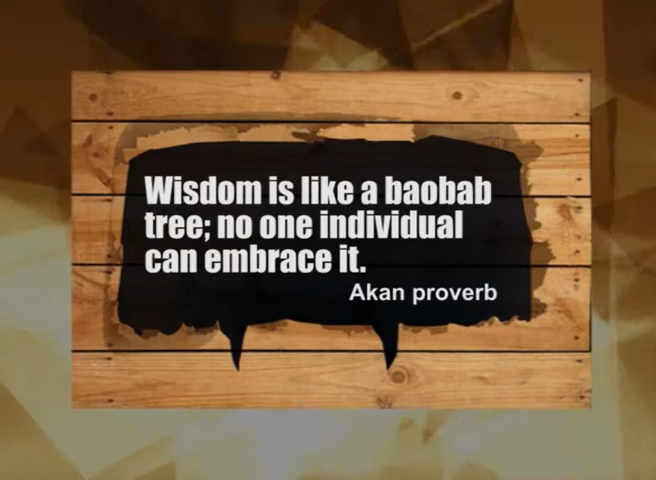 Wisdom is like a baobab
tree; no one individual
can embrace it.
Akan proverb